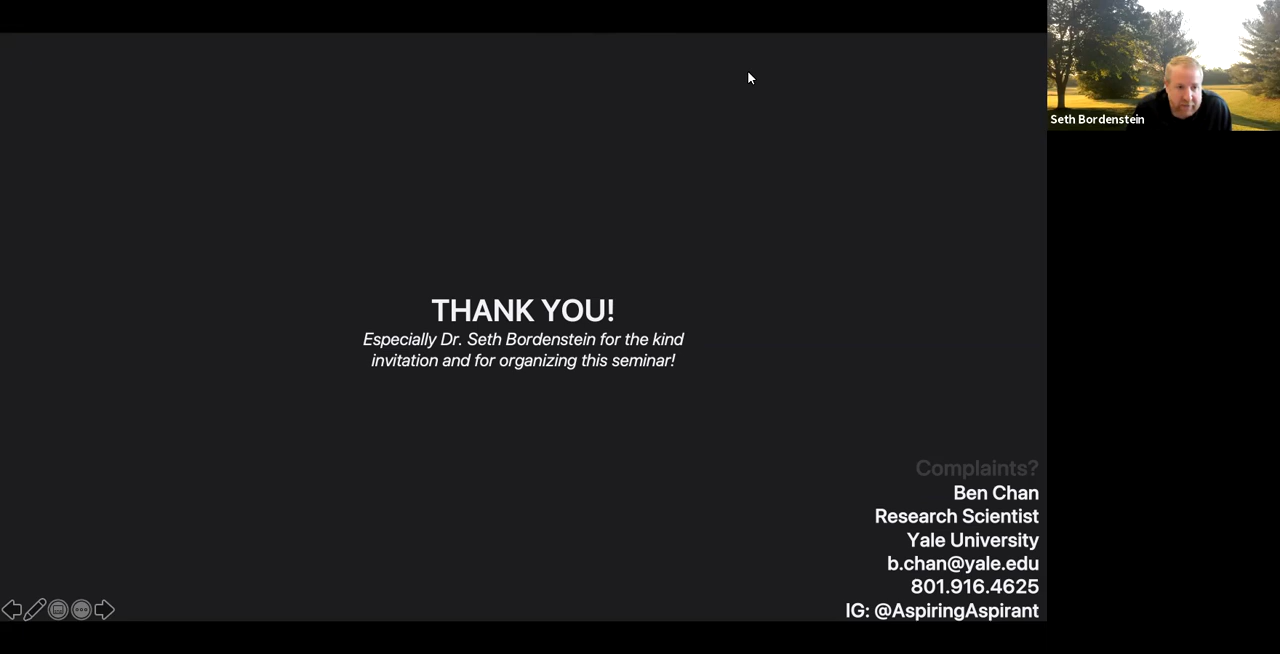 Seth Bordenstein
THANK YOU!
Especially Dr. Seth Bordenstein for the kind
invitation and for organizing this seminar!
Complaints?
Ben Chan
Research Scientist
Yale University
b.chan@yale.edu
801.916.4625
IG: @AspiringAspirant